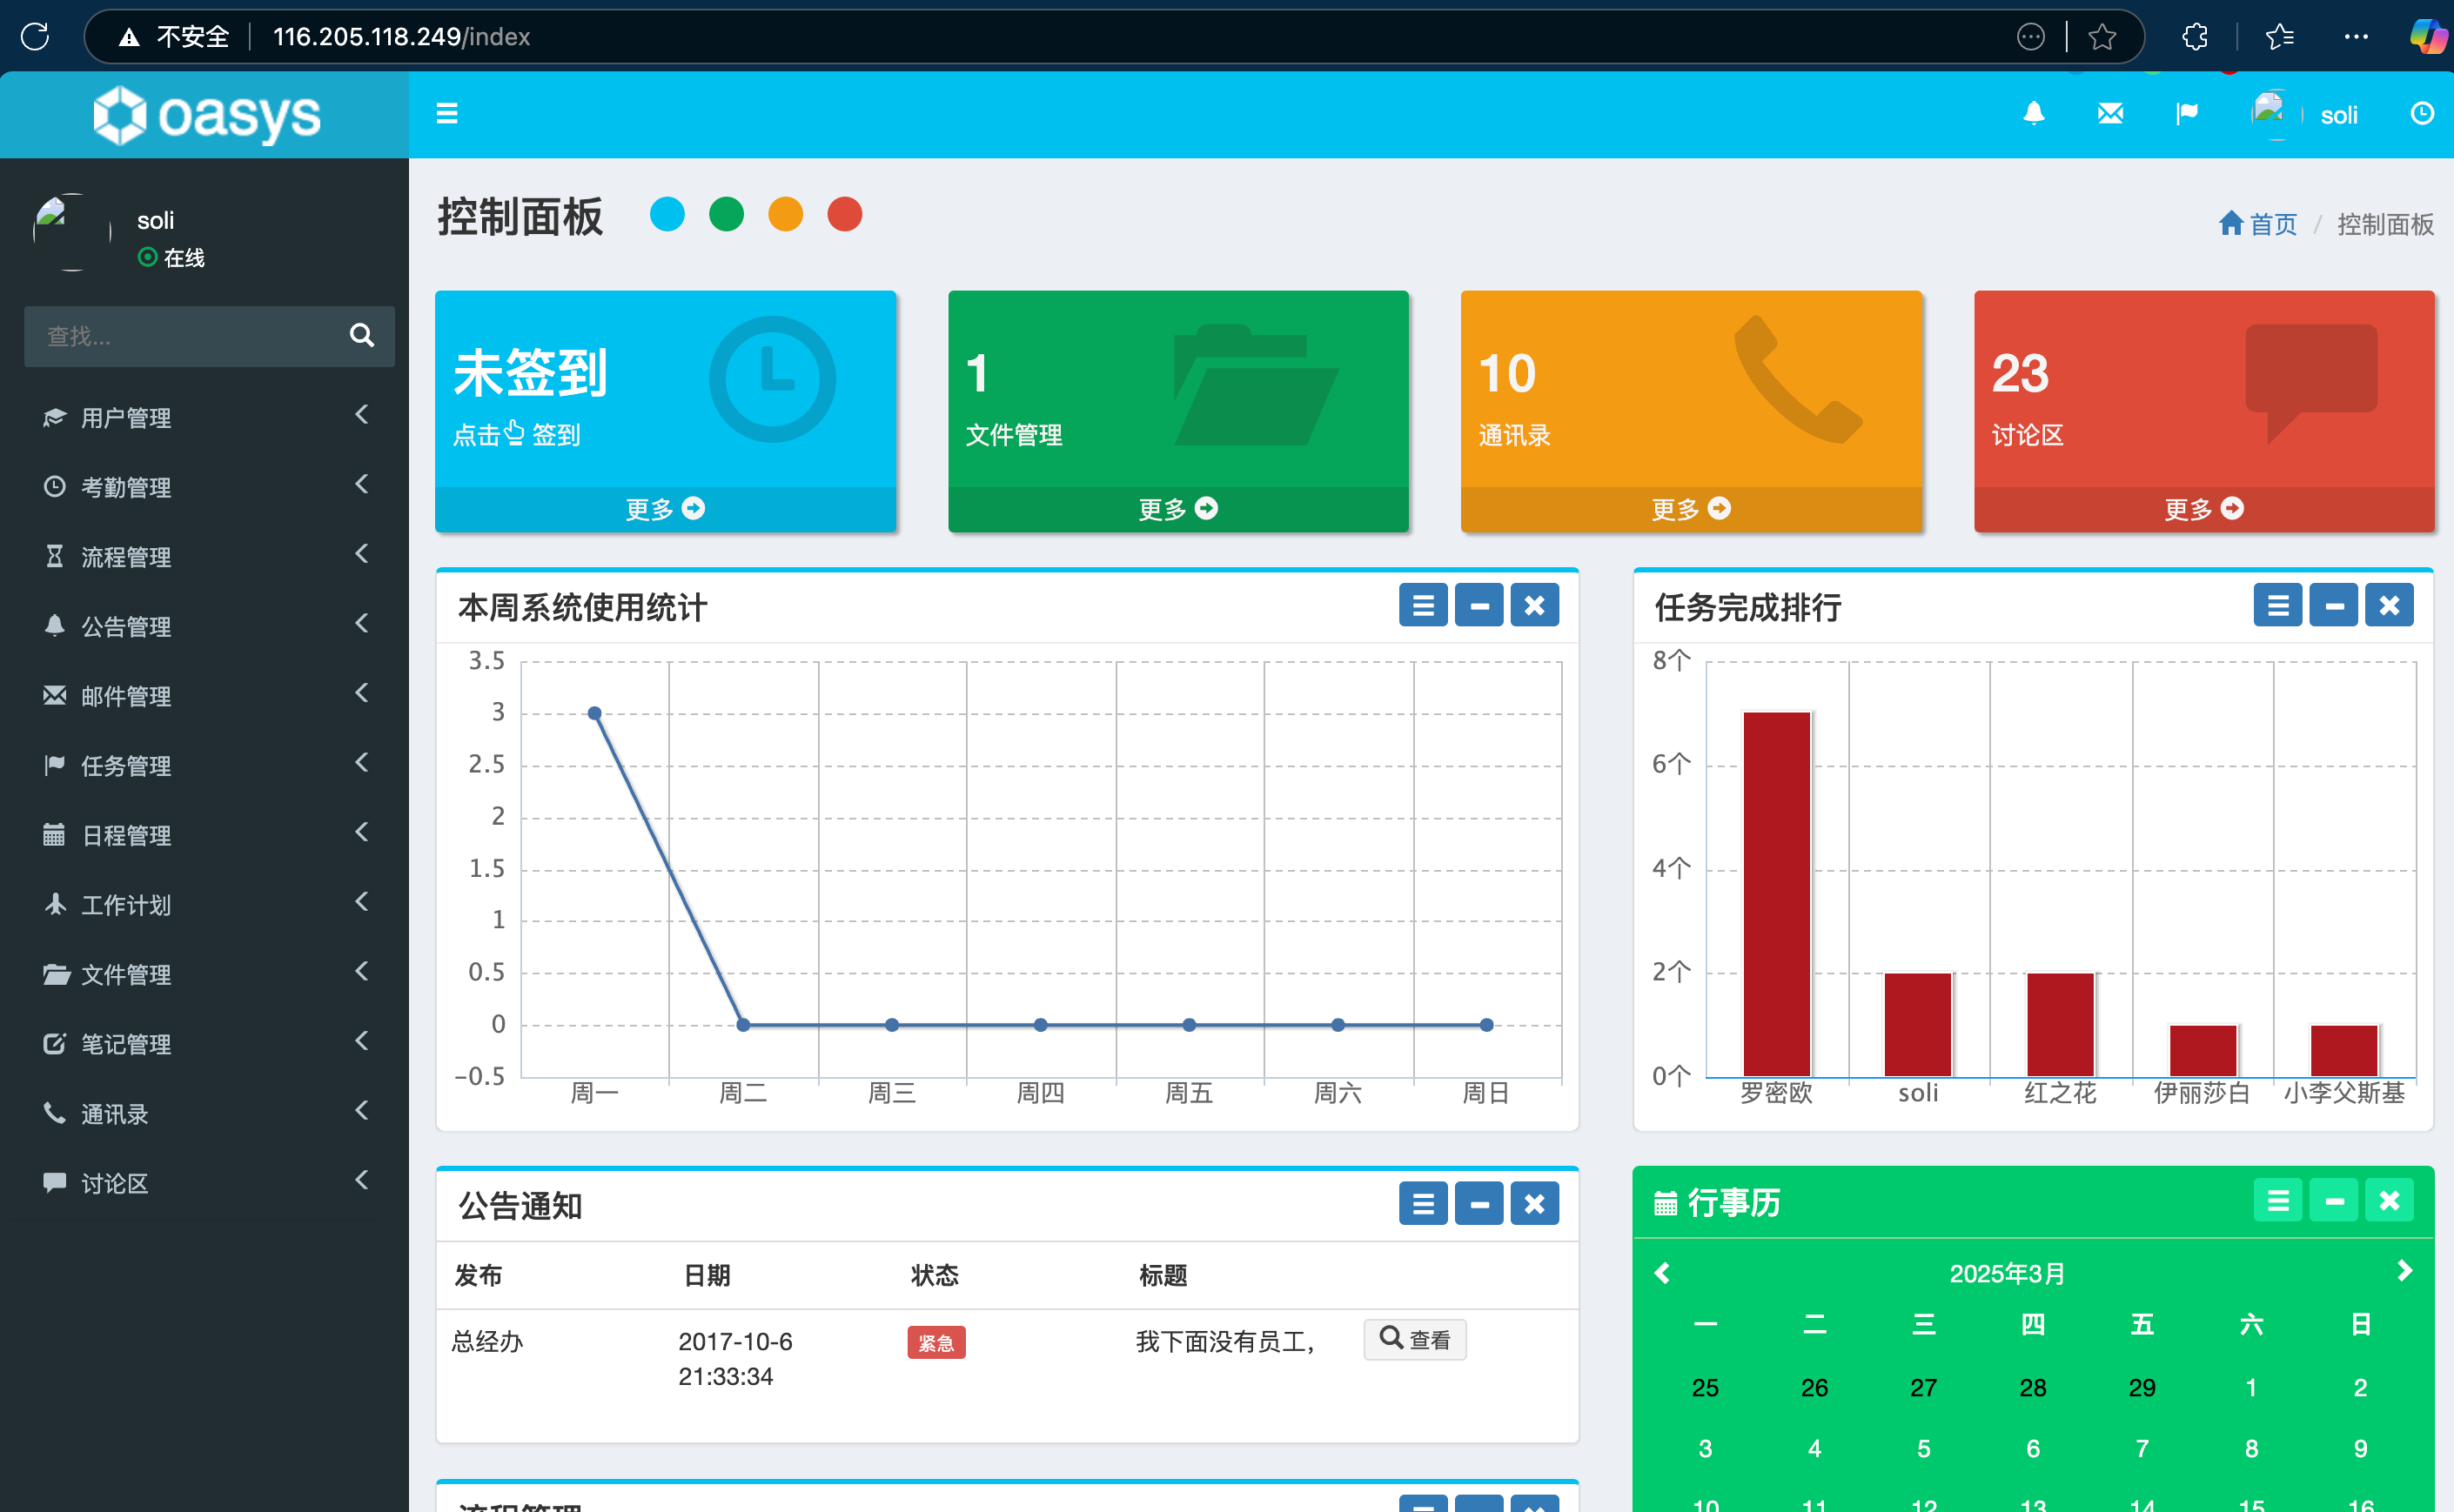 不安全 116.205.118.249/index
oasys
soli
soli
在线
查找...
用户管理
考勤管理
流程管理
公告管理
邮件管理
任务管理
日程管理
工作计划
文件管理
笔记管理
通讯录
讨论区
控制面板
首页 / 控制面板
未签到
点击 签到
更多
1
文件管理
更多
10
通讯录
更多
23
讨论区
更多
本周系统使用统计
3.5
3
2.5
2
1.5
1
0.5
0
-0.5
周一 周二 周三 周四 周五 周六 周日
任务完成排行
8个
6个
4个
2个
0个
罗密欧 soli 红之花 伊丽莎白 小李父斯基
公告通知
发布 日期 状态 标题
总经办 2017-10-6 紧急 我下面没有员工, 查看
21:33:34
流程管理
行事历
2025年3月
一 二 三 四 五 六 日
25 26 27 28 29 1 2
3 4 5 6 7 8 9
10 11 12 13 14 15 16